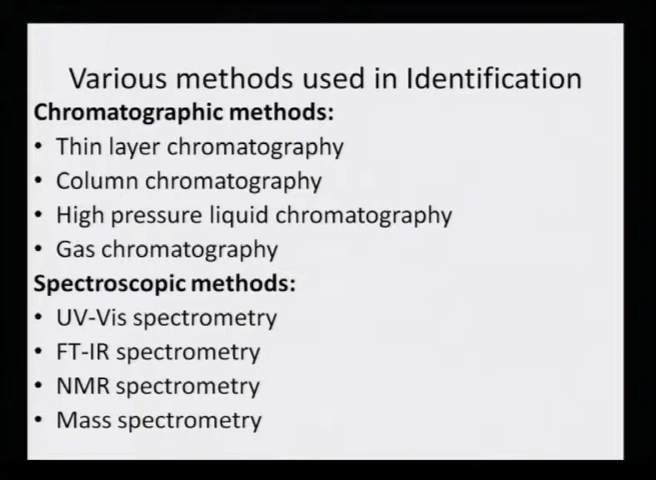 Various methods used in Identification
Chromatographic methods:
• Thin layer chromatography
• Column chromatography
• High pressure liquid chromatography
• Gas chromatography
Spectroscopic methods:
• UV-Vis spectrometry
• FT-IR spectrometry
• NMR spectrometry
• Mass spectrometry